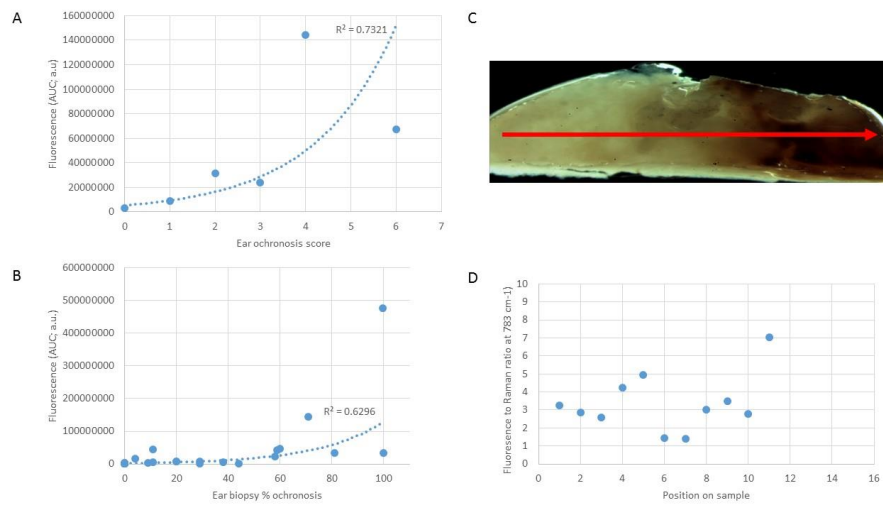 A
Fluorescence (AUC; a.u)
160000000
140000000
120000000
100000000
80000000
60000000
40000000
20000000
0
R² = 0.7321
0 1 2 3 4 5 6 7
Ear ochronosis score
B
Fluorescence (AUC; a.u.)
600000000
500000000
400000000
300000000
200000000
100000000
0
R² = 0.6296
0 20 40 60 80 100
Ear biopsy % ochronosis
C
D
Fluoresence to Raman ratio at 783 cm-1)
10
9
8
7
6
5
4
3
2
1
0
0 2 4 6 8 10 12 14 16
Position on sample